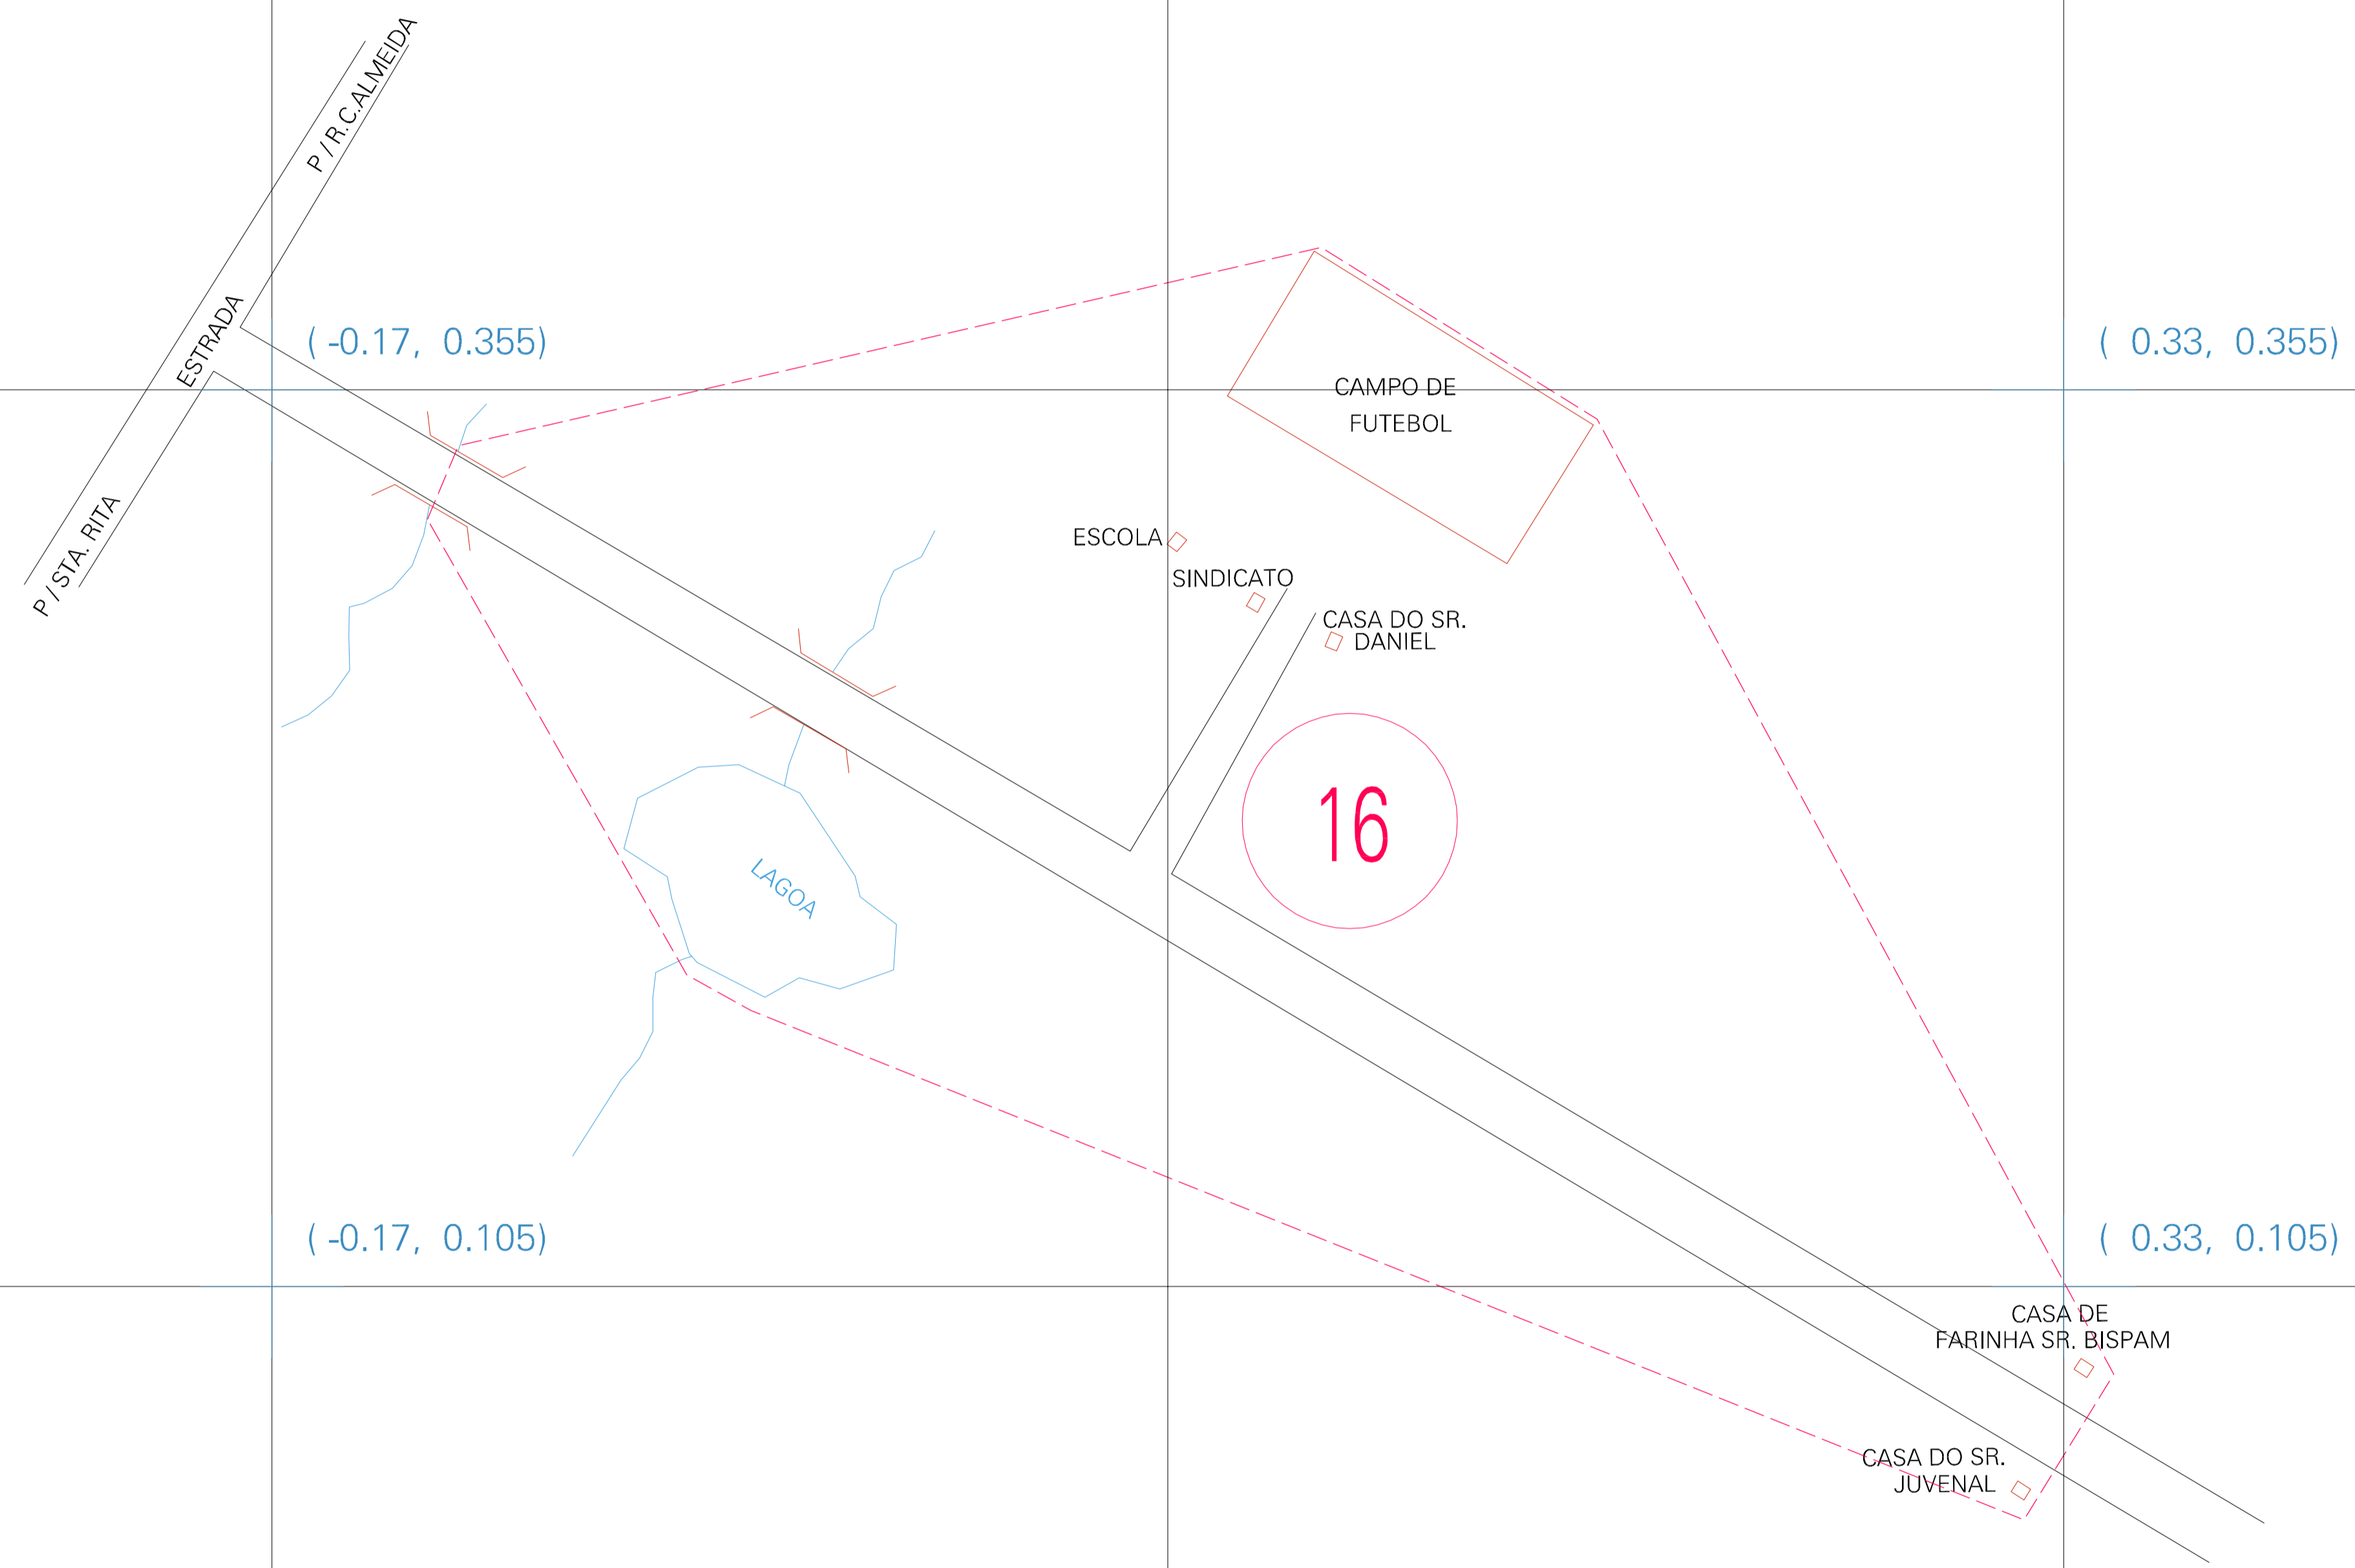 P / R.C.ALMEIDA
ESTRADA
P / STA. RITA
( -0.17, 0.355)
( 0.33, 0.355)
CAMPO DE
FUTEBOL
ESCOLA
SINDICATO
CASA DO SR.
DANIEL
16
LAGOA
( -0.17, 0.105)
( 0.33, 0.105)
CASA DE
FARINHA SR. BISPAM
CASA DO SR.
JUVENAL